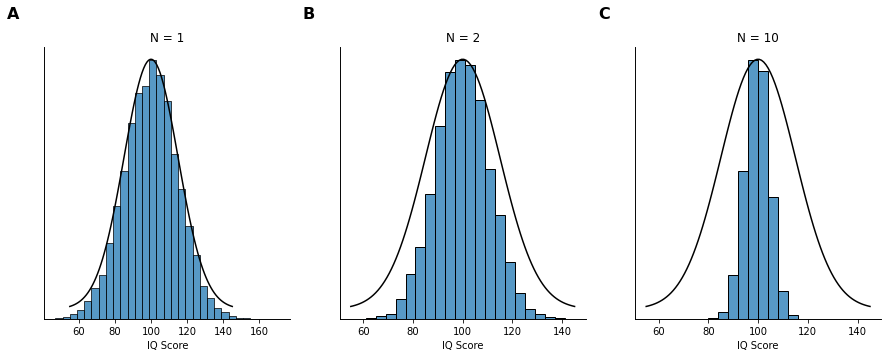 A
B
C
N = 1
N = 2
N = 10
60 80 100 120 140 160
60 80 100 120 140
60 80 100 120 140
IQ Score
IQ Score
IQ Score